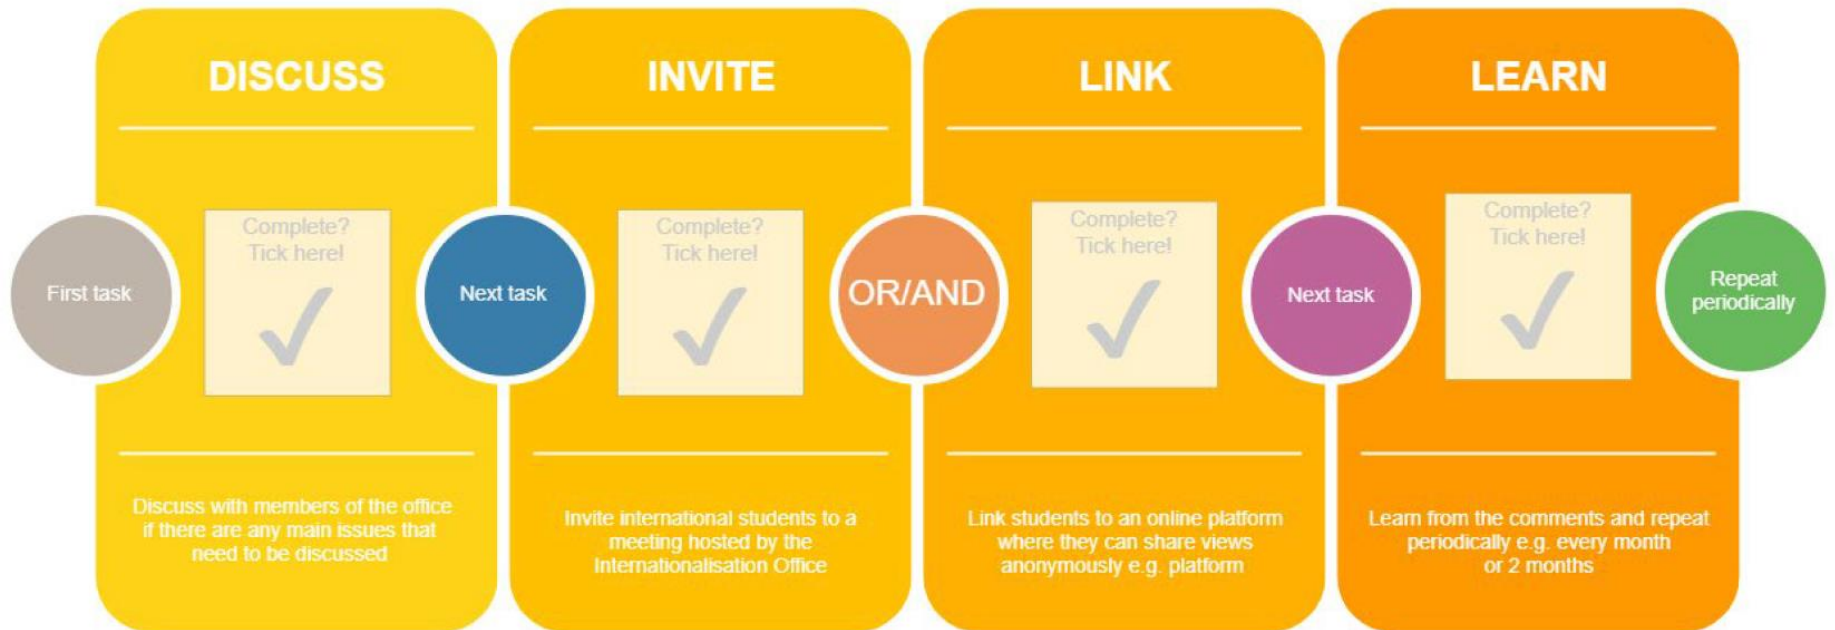 DISCUSS
INVITE
LINK
LEARN
First task
Complete?
Tick here!
Next task
Complete?
Tick here!
OR/AND
Complete?
Tick here!
Next task
Complete?
Tick here!
Repeat
periodically
Discuss with members of the office
if there are any main issues that
need to be discussed
Invite international students to a
meeting hosted by the
Internationalisation Office
Link students to an online platform
where they can share views
anonymously e.g. platform
Learn from the comments and repeat
periodically e.g. every month
or 2 months